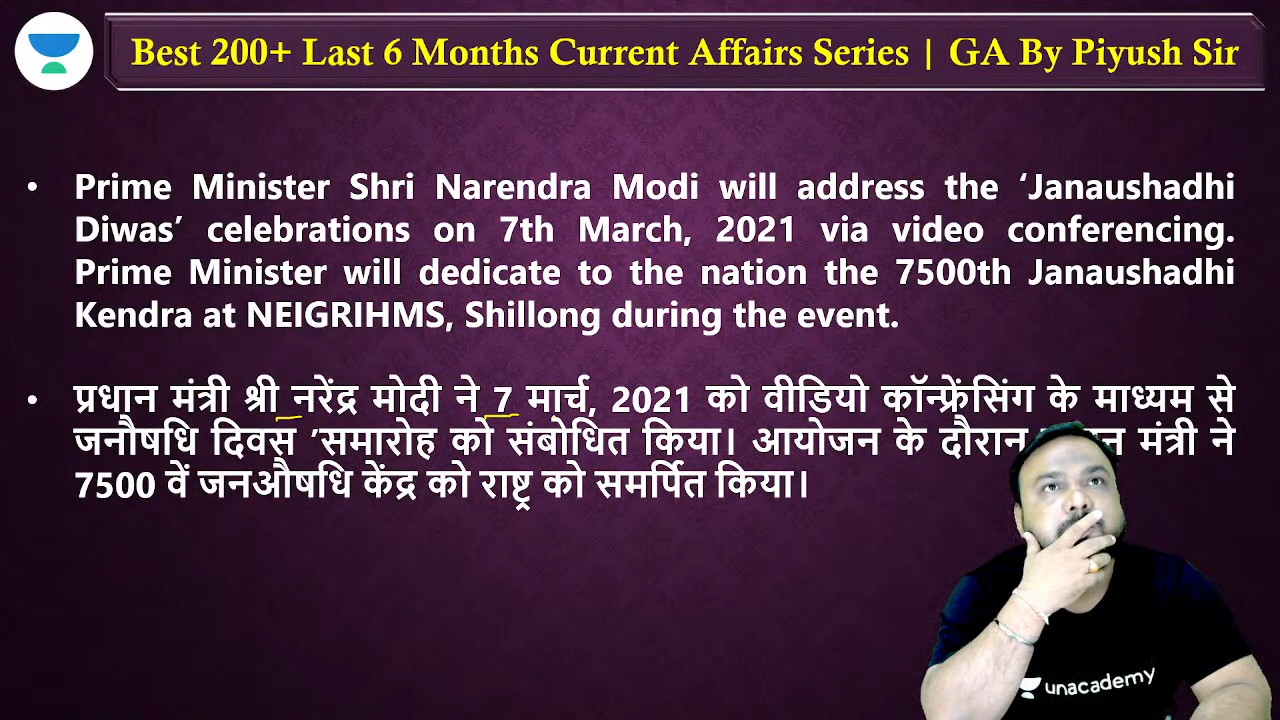 Best 200+ Last 6 Months Current Affairs Series | GA By Piyush Sir
• Prime Minister Shri Narendra Modi will address the ‘Janaushadhi
Diwas’ celebrations on 7th March, 2021 via video conferencing.
Prime Minister will dedicate to the nation the 7500th Janaushadhi
Kendra at NEIGRIHMS, Shillong during the event.
• प्रधान मंत्री श्री नरेंद्र मोदी ने 7 मार्च, 2021 को वीडियो कॉन्फ्रेंसिंग के माध्यम से
जनौषधि दिवस ’समारोह को संबोधित किया। आयोजन के दौरान मंत्री ने
7500 वें जनऔषधि केंद्र को राष्ट्र को समर्पित किया।
unacademy